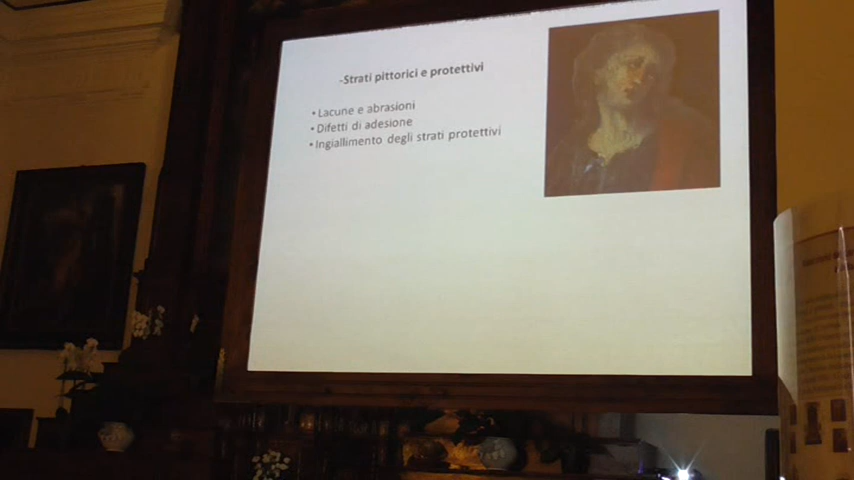 -Strati pittorici e protettivi
• Lacune e abrasioni
• Difetti di adesione
• Ingiallimento degli strati protettivi